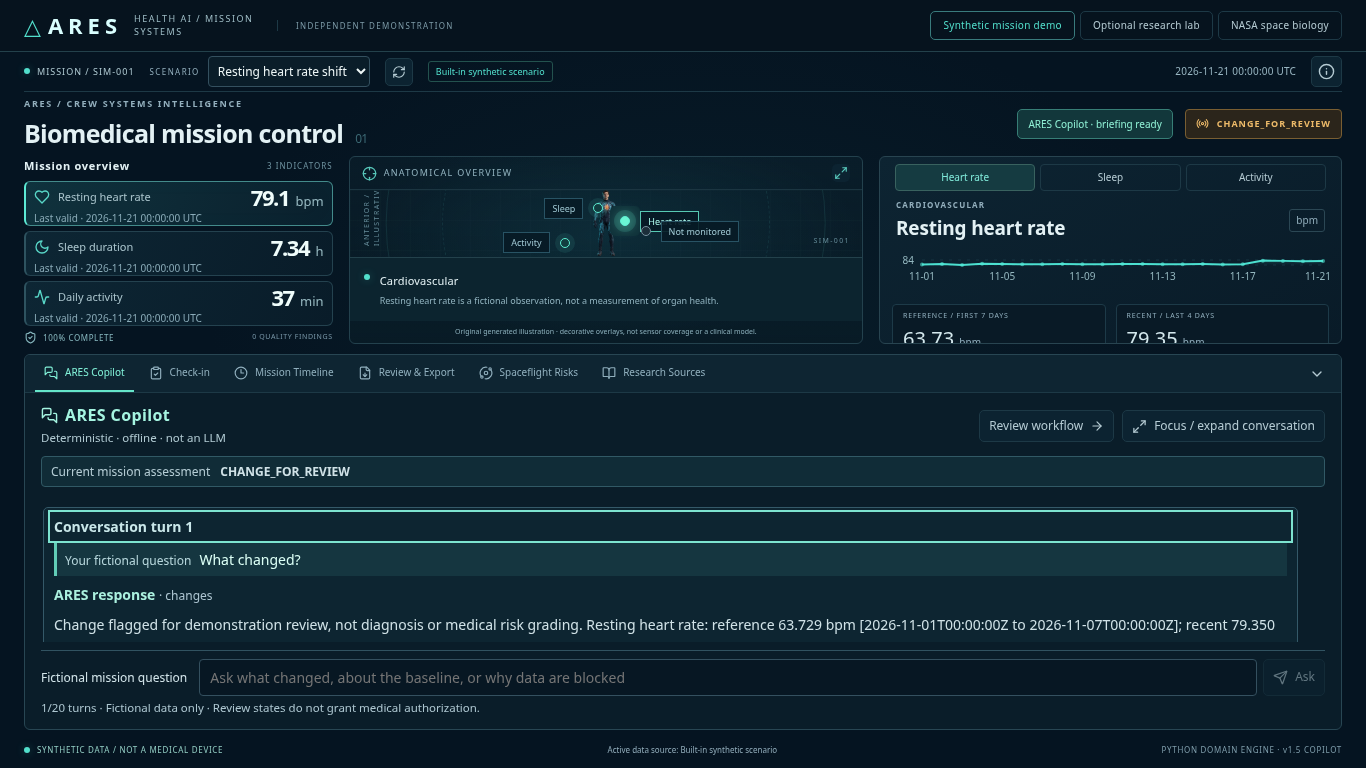 ARES
HEALTH AI / MISSION
SYSTEMS
INDEPENDENT DEMONSTRATION
Synthetic mission demo
Optional research lab
NASA space biology
MISSION / SIM-001
SCENARIO
Resting heart rate shift
Built-in synthetic scenario
2026-11-21 00:00:00 UTC
ARES / CREW SYSTEMS INTELLIGENCE
Biomedical mission control 01
ARES Copilot · briefing ready
CHANGE_FOR_REVIEW
Mission overview
3 INDICATORS
Resting heart rate
79.1 bpm
Last valid · 2026-11-21 00:00:00 UTC
Sleep duration
7.34 h
Last valid · 2026-11-21 00:00:00 UTC
Daily activity
37 min
Last valid · 2026-11-21 00:00:00 UTC
100% COMPLETE
0 QUALITY FINDINGS
ANATOMICAL OVERVIEW
ANTERIOR /
ILLUSTRATIV
Sleep
Heart rate
Not monitored
Activity
SIM-001
Cardiovascular
Resting heart rate is a fictional observation, not a measurement of organ health.
Original generated illustration · decorative overlays, not sensor coverage or a clinical model.
Heart rate
Sleep
Activity
CARDIOVASCULAR
Resting heart rate
bpm
84
11-01 11-05 11-09 11-13 11-17 11-21
REFERENCE / FIRST 7 DAYS
63.73 bpm
RECENT / LAST 4 DAYS
79.35 bpm
ARES Copilot
Check-in
Mission Timeline
Review & Export
Spaceflight Risks
Research Sources
ARES Copilot
Deterministic · offline · not an LLM
Review workflow
Focus / expand conversation
Current mission assessment CHANGE_FOR_REVIEW
Conversation turn 1
Your fictional question What changed?
ARES response · changes
Change flagged for demonstration review, not diagnosis or medical risk grading. Resting heart rate: reference 63.729 bpm [2026-11-01T00:00:00Z to 2026-11-07T00:00:00Z]; recent 79.350
Fictional mission question
Ask what changed, about the baseline, or why data are blocked
Ask
1/20 turns · Fictional data only · Review states do not grant medical authorization.
SYNTHETIC DATA / NOT A MEDICAL DEVICE
Active data source: Built-in synthetic scenario
PYTHON DOMAIN ENGINE · v1.5 COPILOT